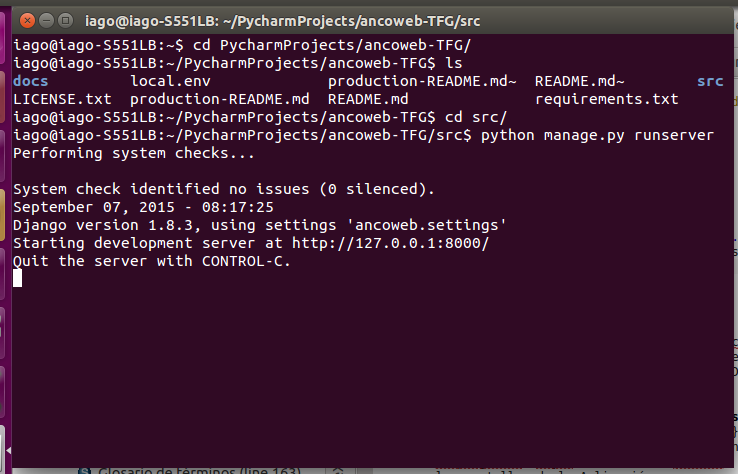 iago@iago-S551LB: ~/PycharmProjects/ancoweb-TFG/src
iago@iago-S551LB:~$ cd PycharmProjects/ancoweb-TFG/
iago@iago-S551LB:~/PycharmProjects/ancoweb-TFG$ ls
docs local.env production-README.md~ README.md~ src
LICENSE.txt production-README.md README.md requirements.txt
iago@iago-S551LB:~/PycharmProjects/ancoweb-TFG$ cd src/
iago@iago-S551LB:~/PycharmProjects/ancoweb-TFG/src$ python manage.py runserver
Performing system checks...
System check identified no issues (0 silenced).
September 07, 2015 - 08:17:25
Django version 1.8.3, using settings 'ancoweb.settings'
Starting development server at http://127.0.0.1:8000/
Quit the server with CONTROL-C.
Glosario de términos (line 163)